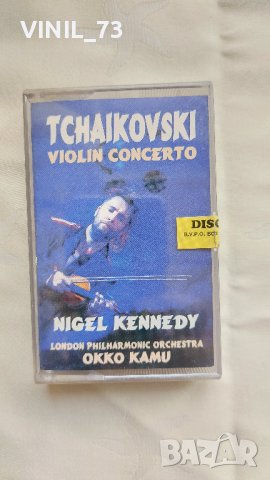 VINIL_73
TCHAIKOVSKI
VIOLIN CONCERTO
DISC
NIGEL KENNEDY
LONDON PHILHARMONIC ORCHESTRA
OKKO KAMU
BAZAR